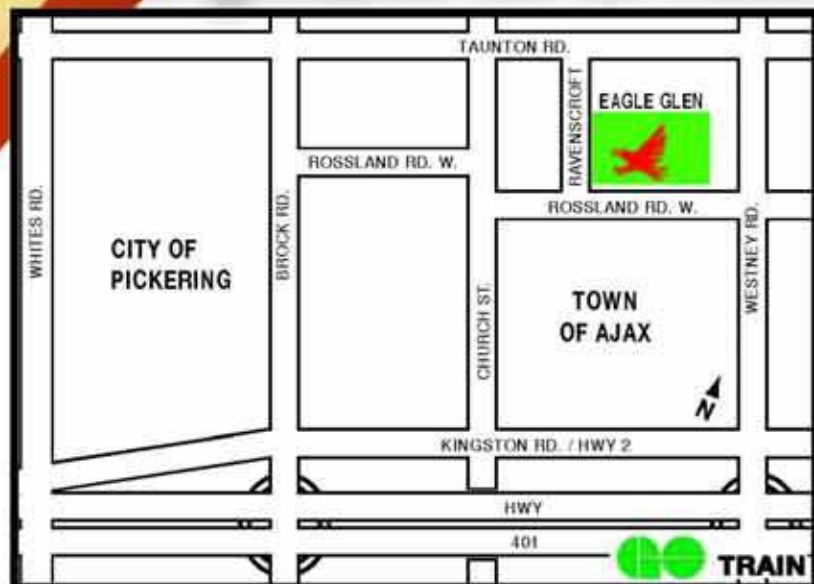 TAUNTON RD.
RAVENSCROFT
EAGLE GLEN
ROSSLAND RD. W.
ROSSLAND RD. W.
WHITES RD.
BROCK RD.
CITY OF
PICKERING
CHURCH ST.
TOWN
OF AJAX
WESTNEY RD.
N
KINGSTON RD. / HWY 2
HWY
401
GO TRAIN